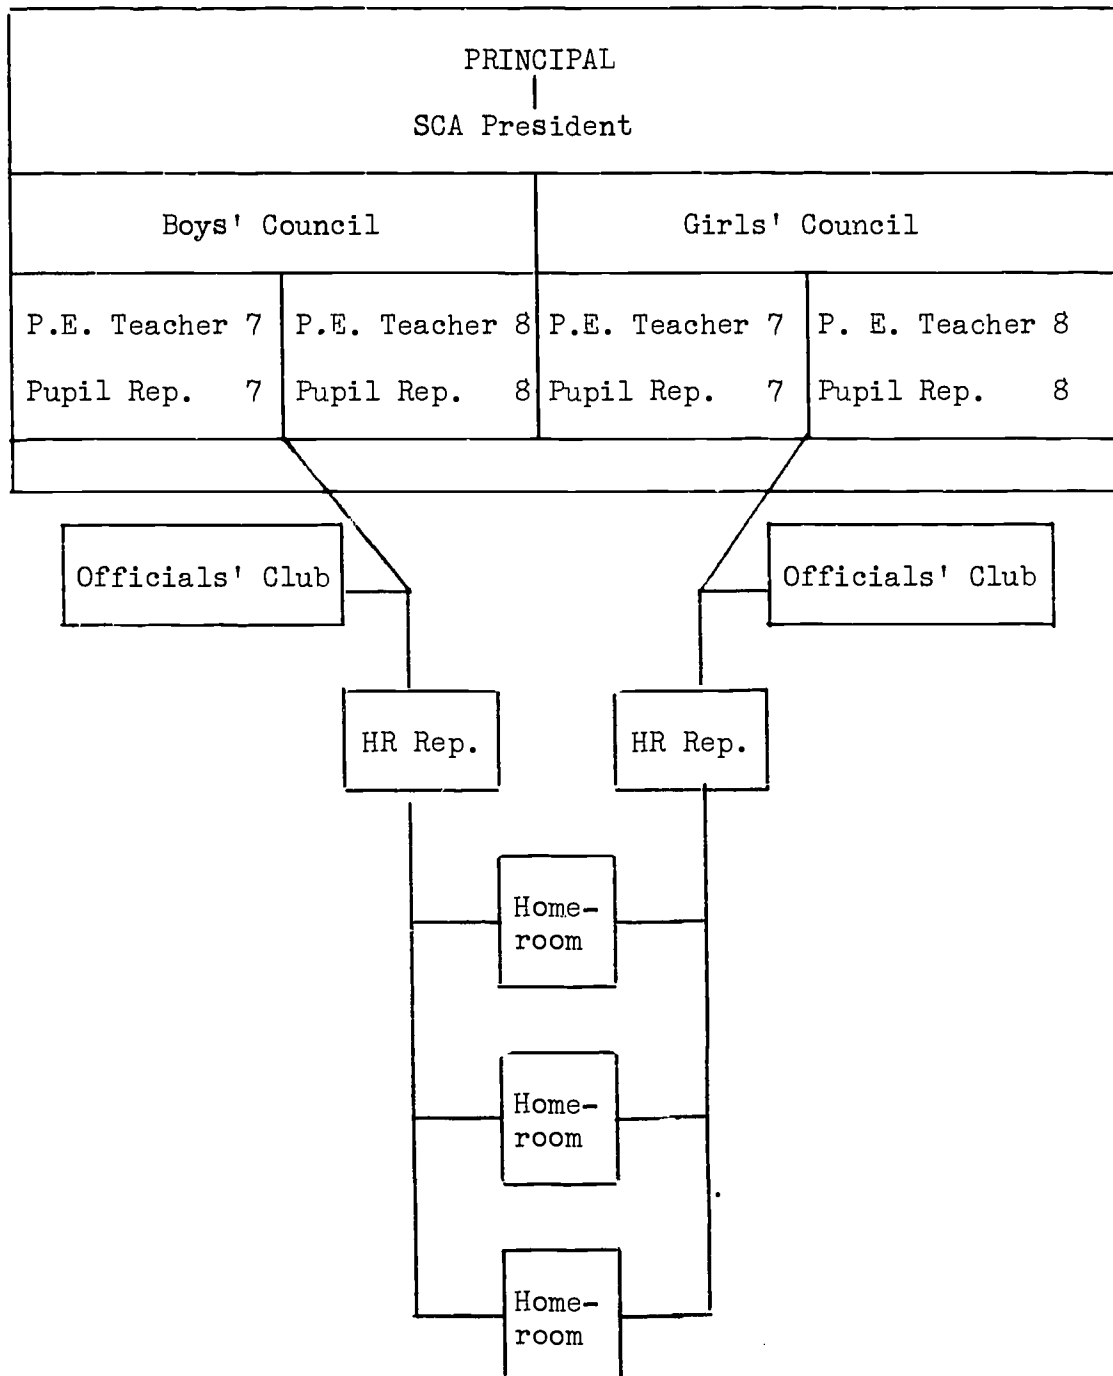 PRINCIPAL
SCA President
Boys' Council
Girls' Council
P.E. Teacher 7
Pupil Rep. 7
P.E. Teacher 8
Pupil Rep. 8
P.E. Teacher 7
Pupil Rep. 7
P. E. Teacher 8
Pupil Rep. 8
Officials' Club
Officials' Club
HR Rep.
HR Rep.
Home-
room
Home-
room
Home-
room